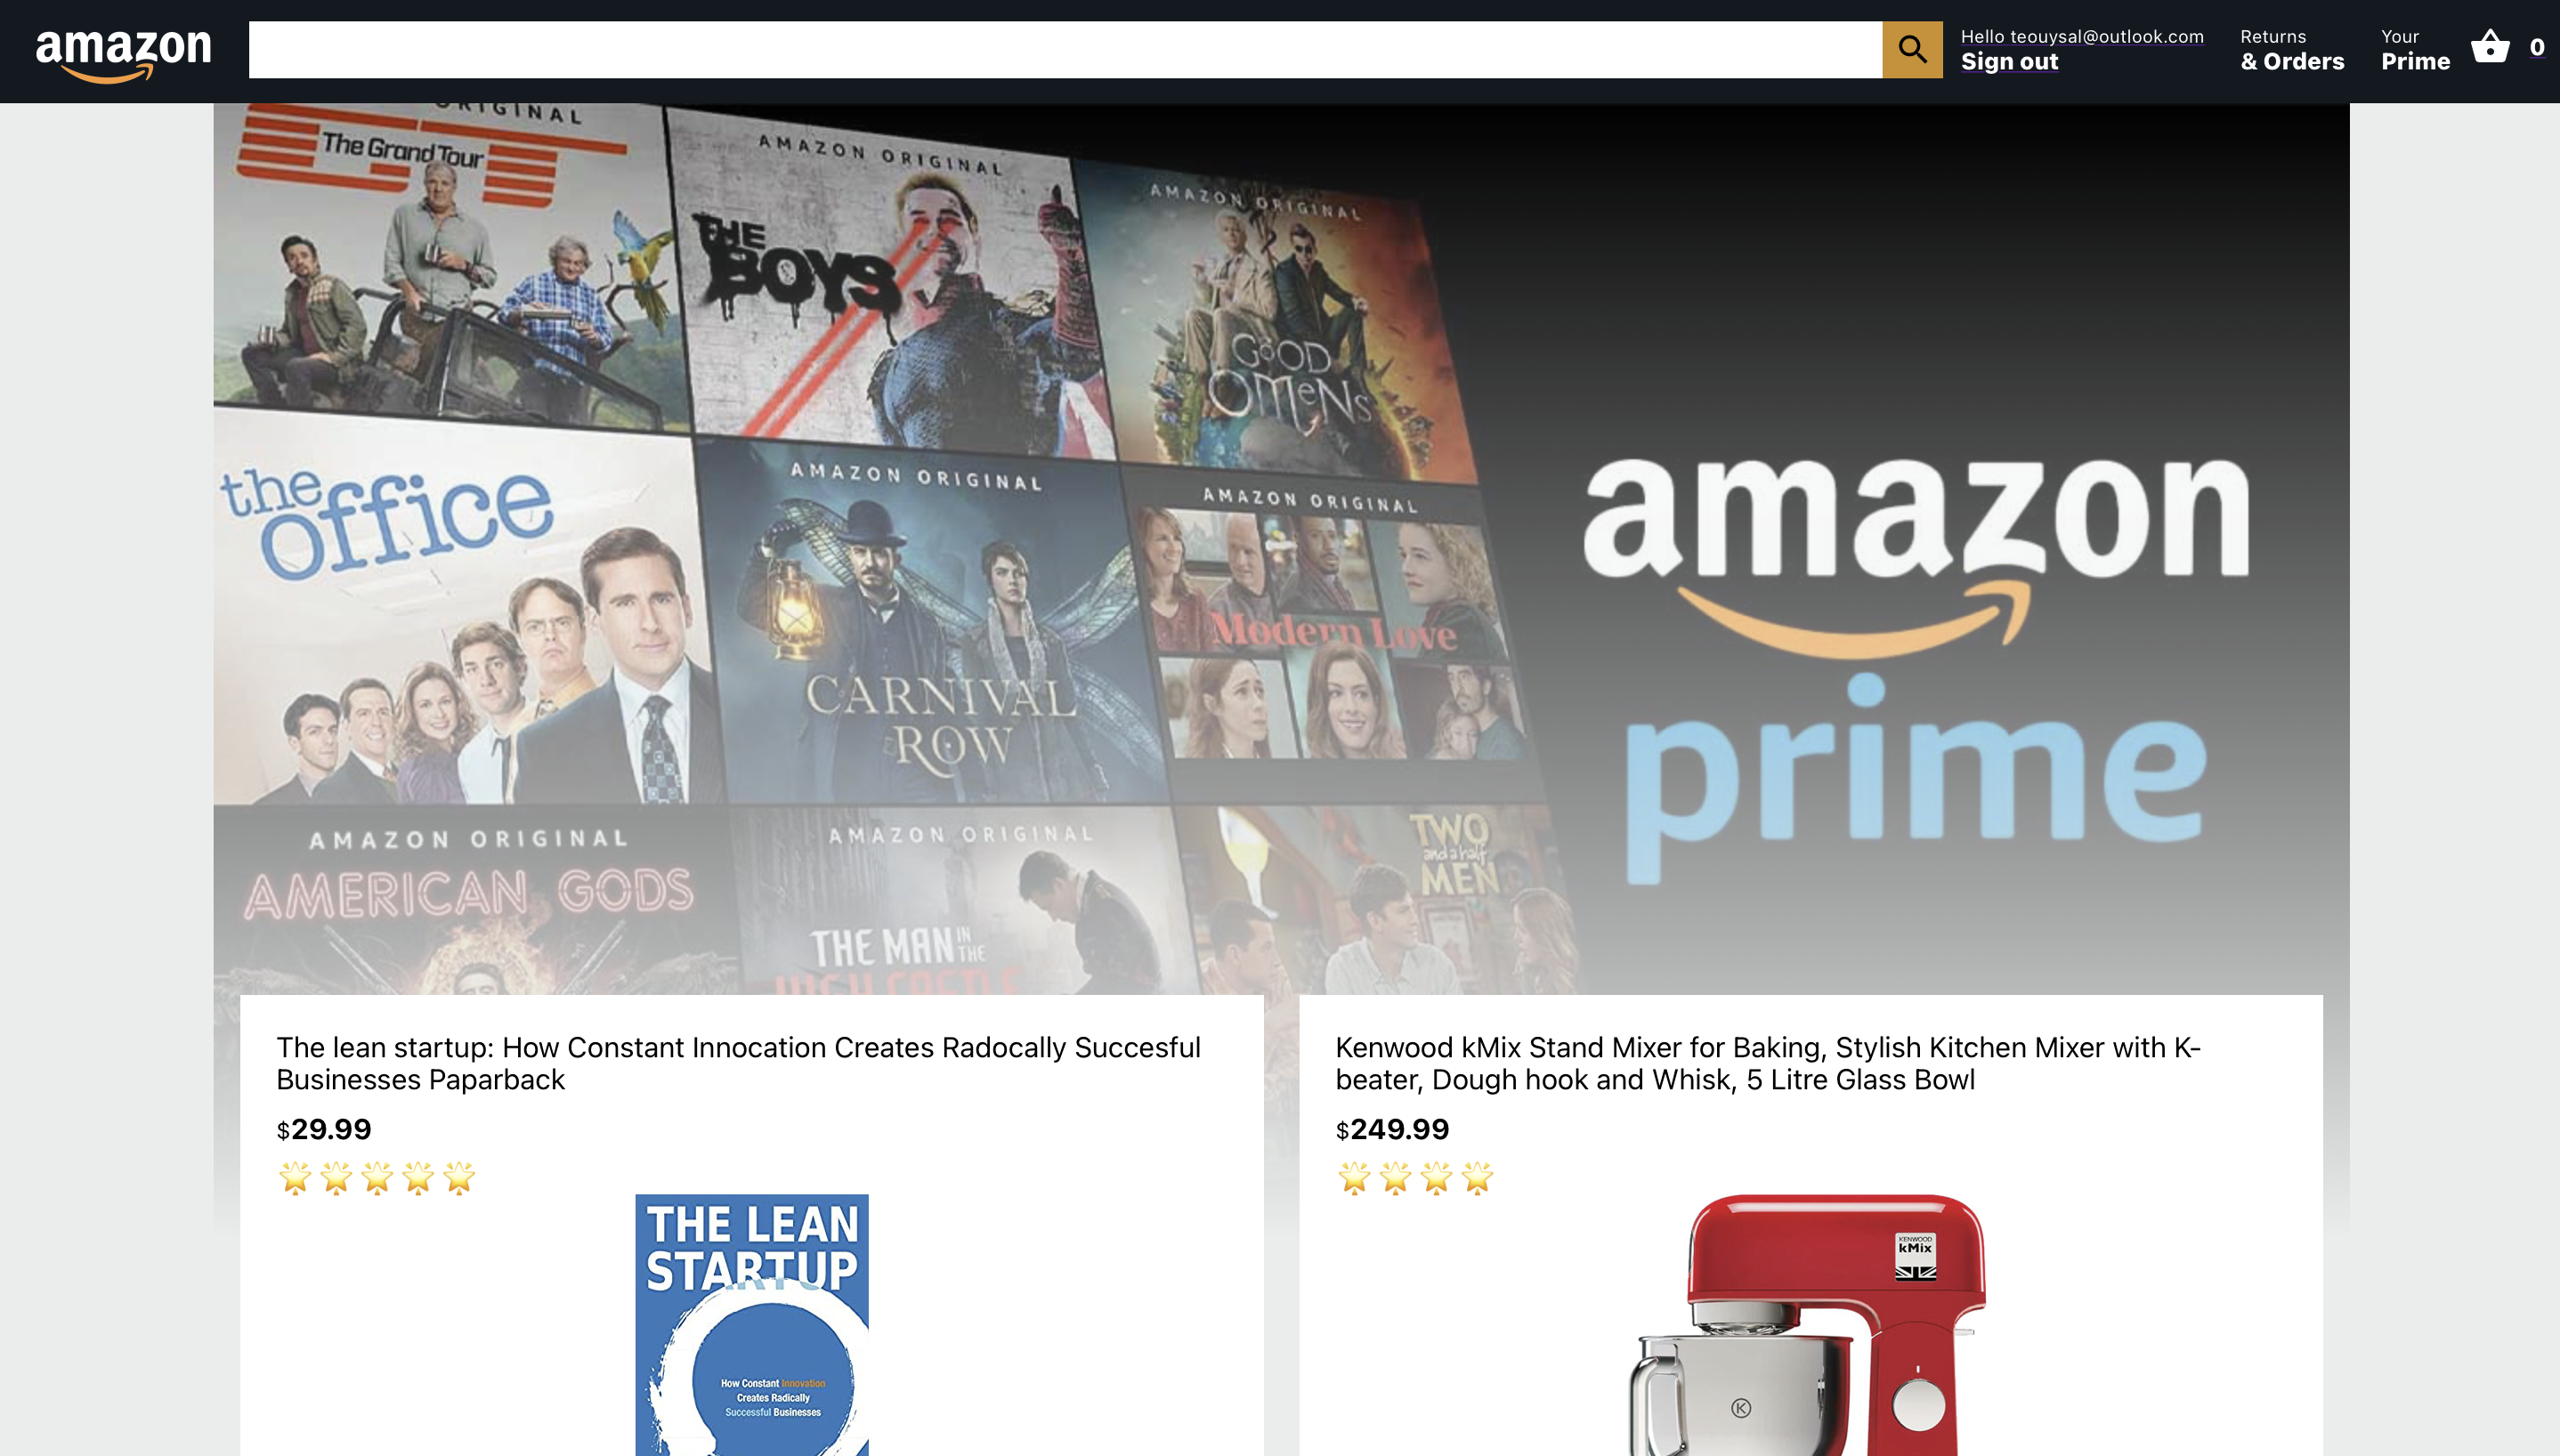 amazon
Hello teouysal@outlook.com
Sign out
Returns
& Orders
Your
Prime
0
ORIGINAL
The Grand Tour
AMAZON ORIGINAL
THE
BOYS
AMAZON ORIGINAL
GOOD
OMENS
the
office
AMAZON ORIGINAL
CARNIVAL
ROW
AMAZON ORIGINAL
Modern Love
amazon
prime
AMAZON ORIGINAL
AMERICAN GODS
AMAZON ORIGINAL
THE MAN IN THE
HIGH CASTLE
TWO
and a half
MEN
The lean startup: How Constant Innocation Creates Radocally Succesful
Businesses Paparback
$29.99
THE LEAN
STARTUP
How Constant Innovation
Creates Radically
Successful Businesses
Kenwood kMix Stand Mixer for Baking, Stylish Kitchen Mixer with K-
beater, Dough hook and Whisk, 5 Litre Glass Bowl
$249.99
KENWOOD
kMix
K